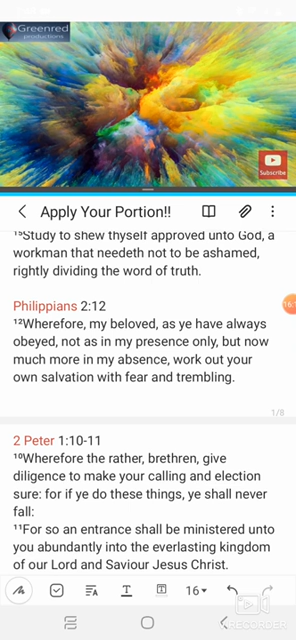 Greenred
productions
Subscribe
Apply Your Portion!!
¹⁵Study to shew thyself approved unto God, a
workman that needeth not to be ashamed,
rightly dividing the word of truth.
Philippians 2:12
¹²Wherefore, my beloved, as ye have always
obeyed, not as in my presence only, but now
much more in my absence, work out your
own salvation with fear and trembling.
1/8
2 Peter 1:10-11
¹⁰Wherefore the rather, brethren, give
diligence to make your calling and election
sure: for if ye do these things, ye shall never
fall:
¹¹For so an entrance shall be ministered unto
you abundantly into the everlasting kingdom
of our Lord and Saviour Jesus Christ.
16
RECORDER